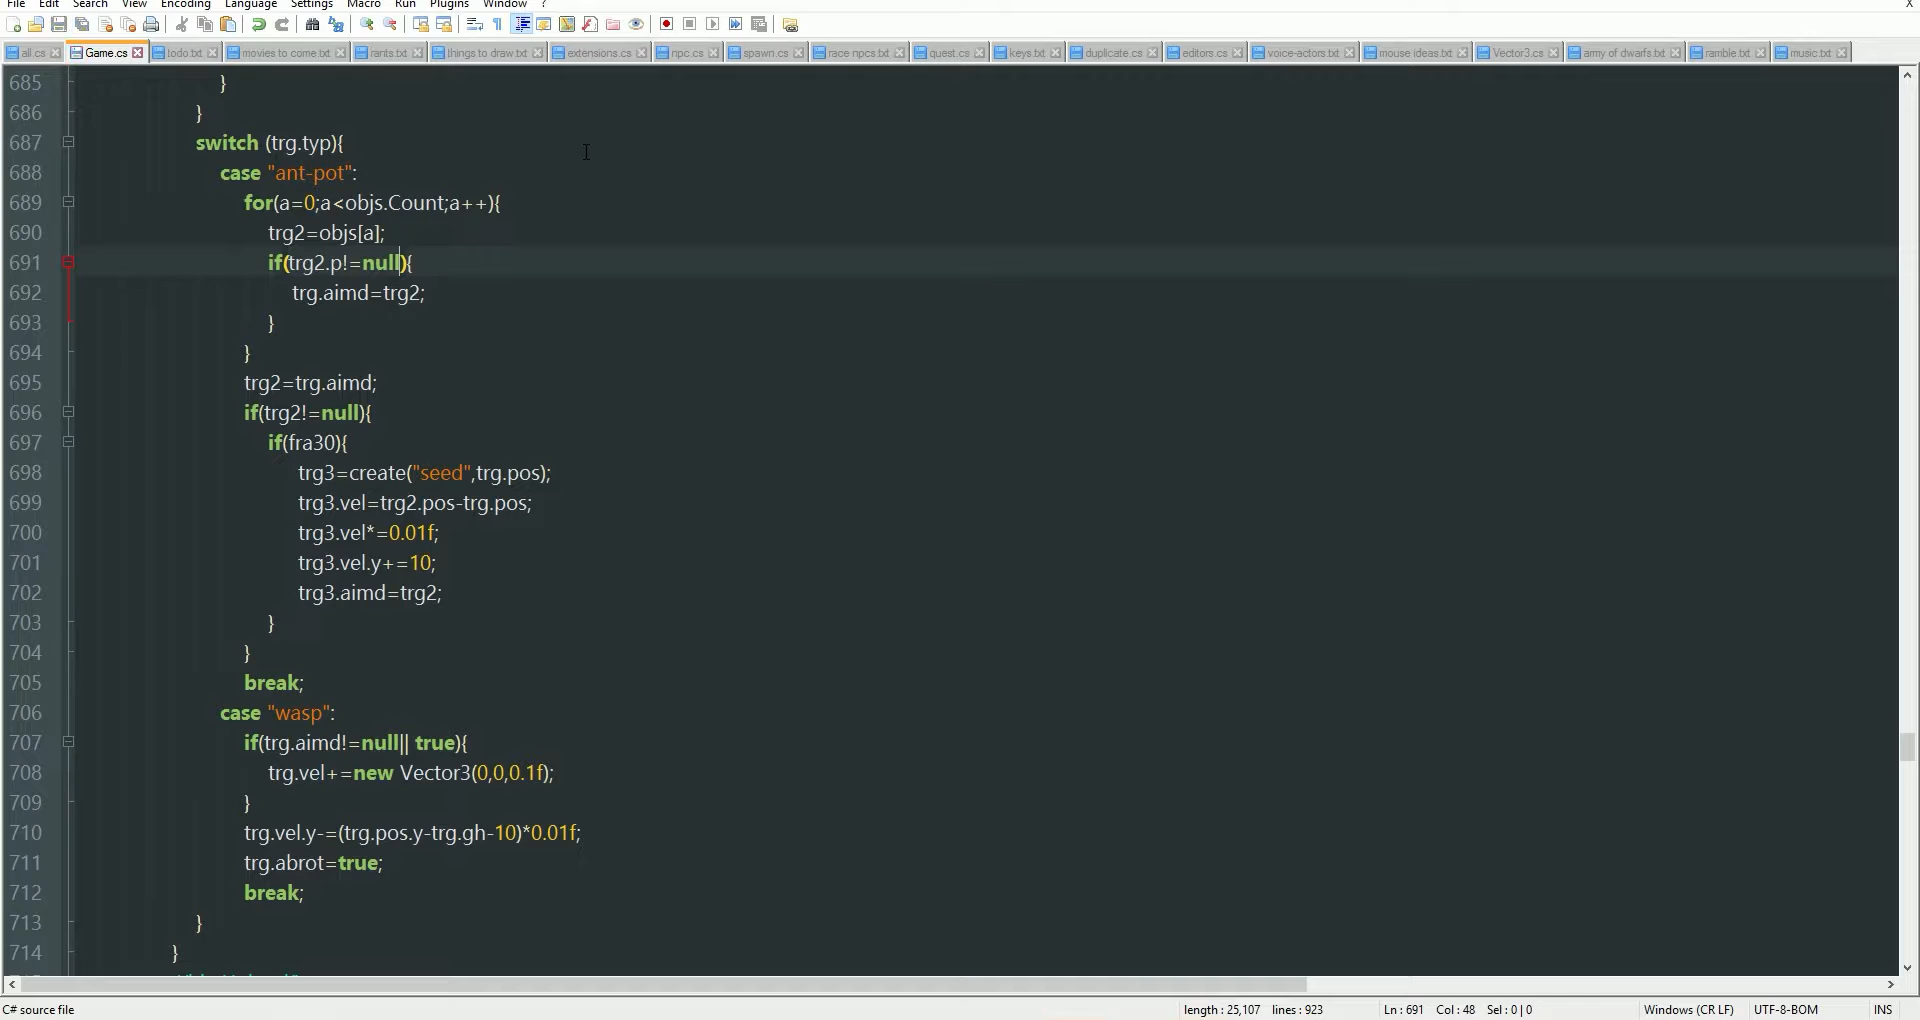 File Edit Search View Encoding Language Settings Macro Run Plugins Window ? X
all cs Game.cs todo.txt movies to come.txt rants.txt things to draw.txt extensions.cs npc.cs spawn.cs race npcs.txt quest.cs keys.txt duplicate.cs editors.cs voice-actors.txt mouse ideas.txt Vector3.cs army of dwarfs.txt ramble.txt music.txt
685 }
686 }
687 switch (trg.typ){
688 case "ant-pot":
689 for(a=0;a<objs.Count;a++){
690 trg2=objs[a];
691 if(trg2.p!=null){
692 trg.aimd=trg2;
693 }
694 }
695 trg2=trg.aimd;
696 if(trg2!=null){
697 if(fra30){
698 trg3=create("seed",trg.pos);
699 trg3.vel=trg2.pos-trg.pos;
700 trg3.vel*=0.01f;
701 trg3.vel.y+=10;
702 trg3.aimd=trg2;
703 }
704 }
705 break;
706 case "wasp":
707 if(trg.aimd!=null|| true){
708 trg.vel+=new Vector3(0,0,0.1f);
709 }
710 trg.vel.y-=(trg.pos.y-trg.gh-10)*0.01f;
711 trg.abrot=true;
712 break;
713 }
714 }
C# source file length : 25,107 lines : 923 Ln : 691 Col : 48 Sel : 0 | 0 Windows (CR LF) UTF-8-BOM INS